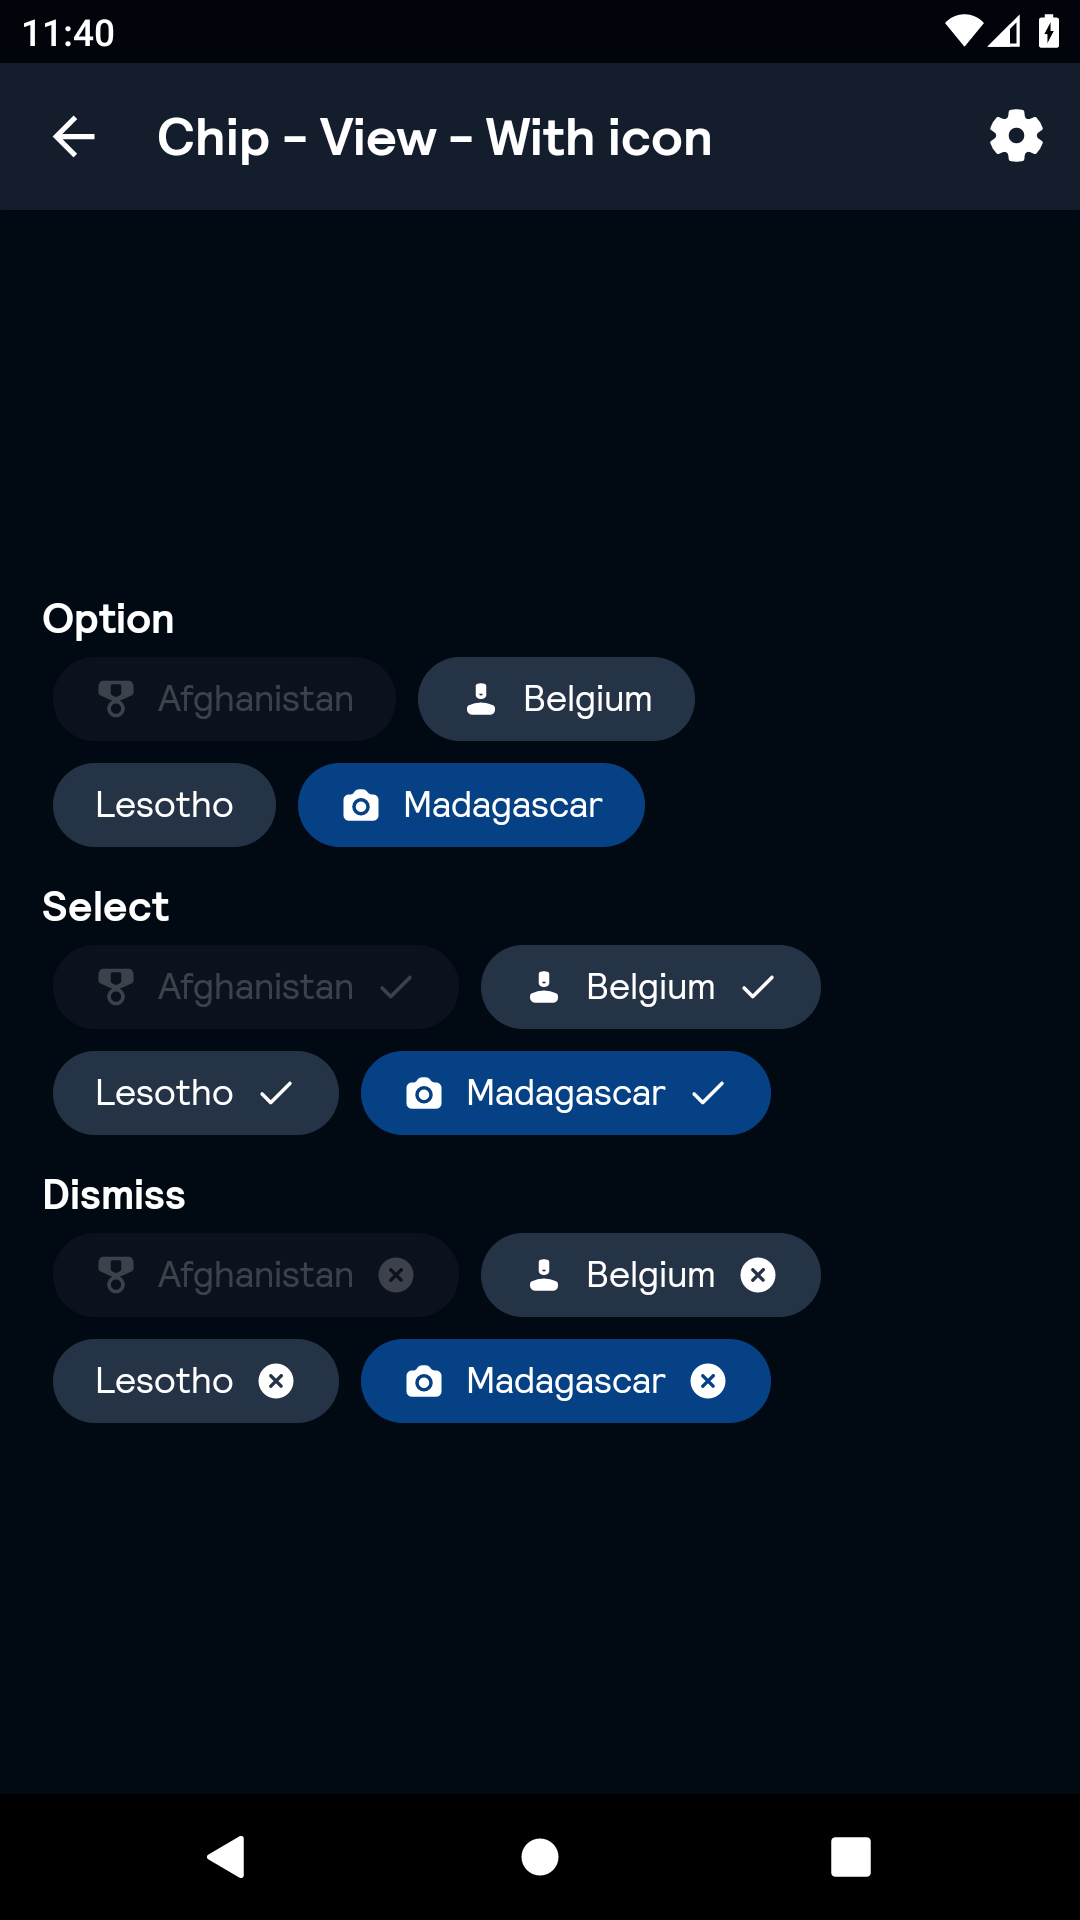 11:40
Chip - View - With icon
Option
Afghanistan Belgium
Lesotho Madagascar
Select
Afghanistan Belgium
Lesotho Madagascar
Dismiss
Afghanistan Belgium
Lesotho Madagascar